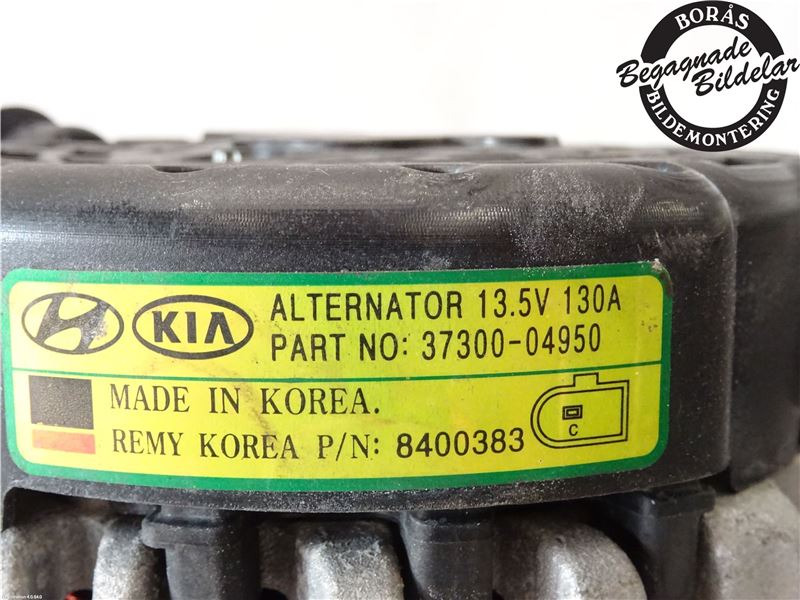 BORÅS
Begagnade
Bildelar
BILDEMONTERING
KIA
ALTERNATOR 13.5V 130A
PART NO: 37300-04950
MADE IN KOREA.
REMY KOREA P/N: 8400383
C